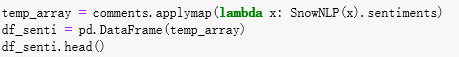 temp_array = comments.applymap(lambda x: SnowNLP(x).sentiments)
df_senti = pd.DataFrame(temp_array)
df_senti.head()